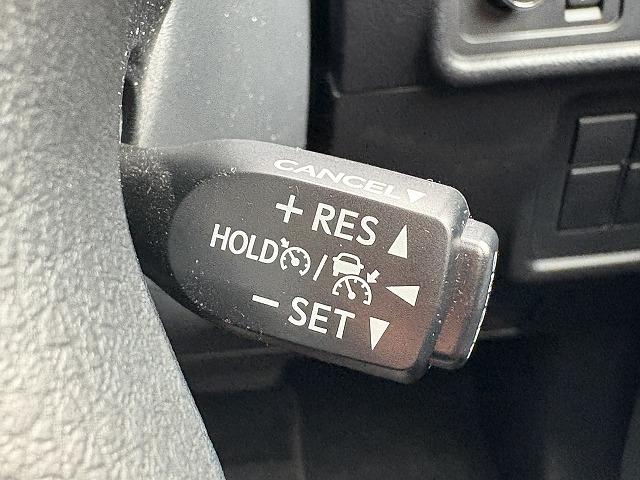 CANCEL
+ RES
HOLD /
− SET